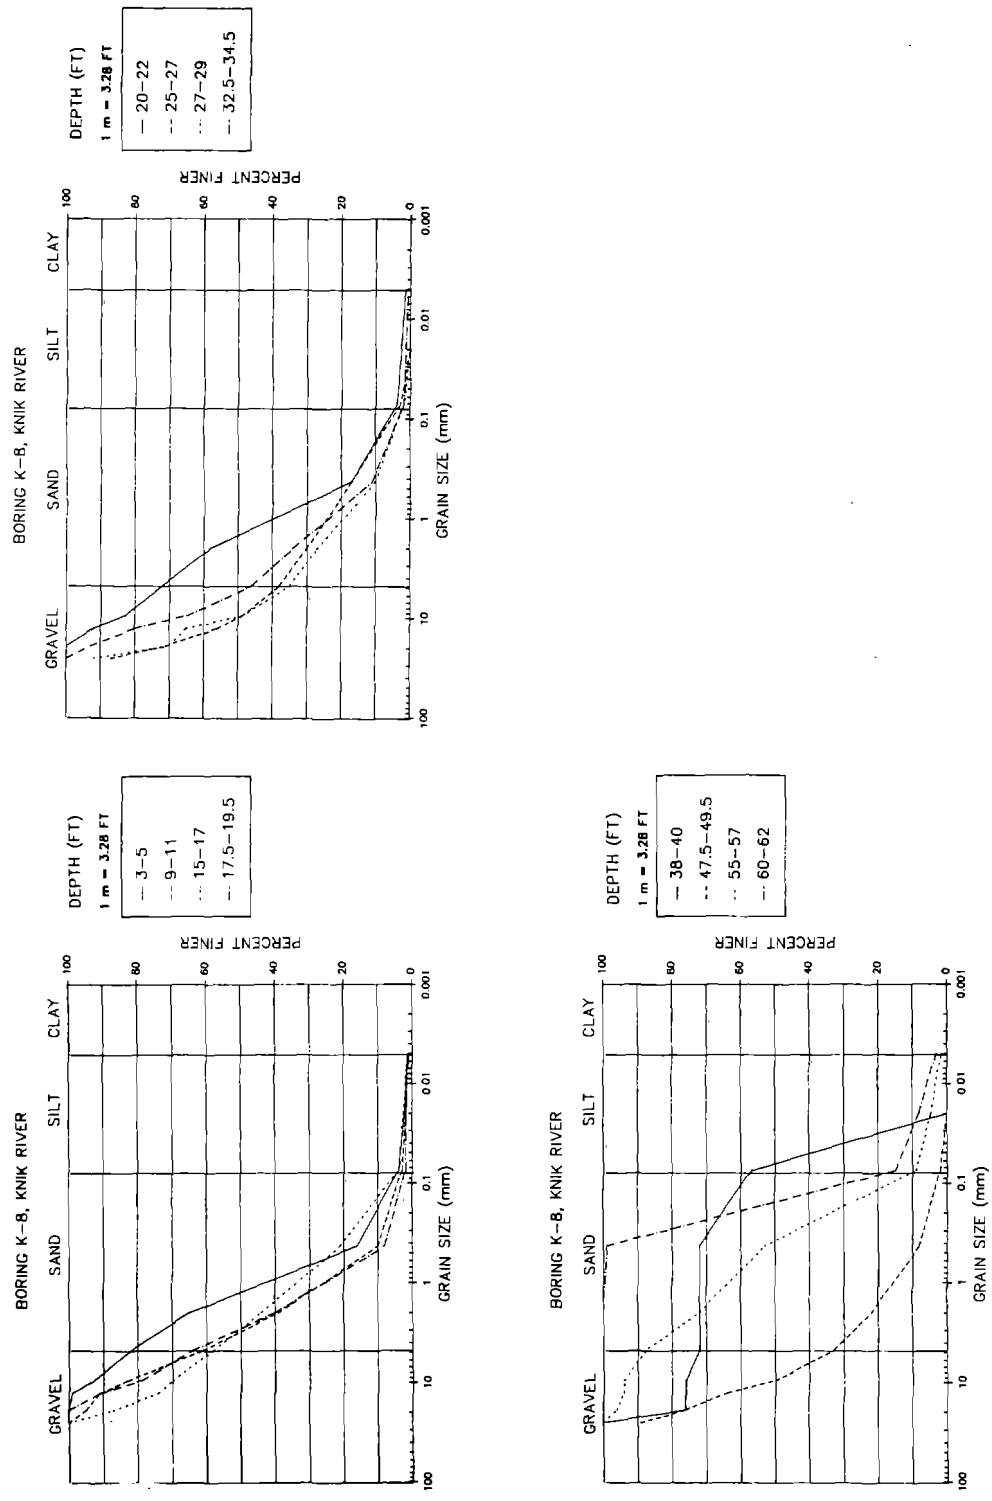 BORING K-8, KNIK RIVER
GRAVEL SAND SILT CLAY
100
80
60
40
20
0
PERCENT FINER
100 10 1 0.1 0.01 0.001
GRAIN SIZE (mm)
DEPTH (FT)
1 m = 3.28 FT
— 3-5
-- 9-11
··· 15-17
–- 17.5-19.5
BORING K-8, KNIK RIVER
GRAVEL SAND SILT CLAY
100
80
60
40
20
0
PERCENT FINER
100 10 1 0.1 0.01 0.001
GRAIN SIZE (mm)
DEPTH (FT)
1 m = 3.28 FT
— 20-22
-- 25-27
··· 27-29
–- 32.5-34.5
BORING K-8, KNIK RIVER
GRAVEL SAND SILT CLAY
100
80
60
40
20
0
PERCENT FINER
100 10 1 0.1 0.01 0.001
GRAIN SIZE (mm)
DEPTH (FT)
1 m = 3.28 FT
— 38-40
-- 47.5-49.5
··· 55-57
–- 60-62